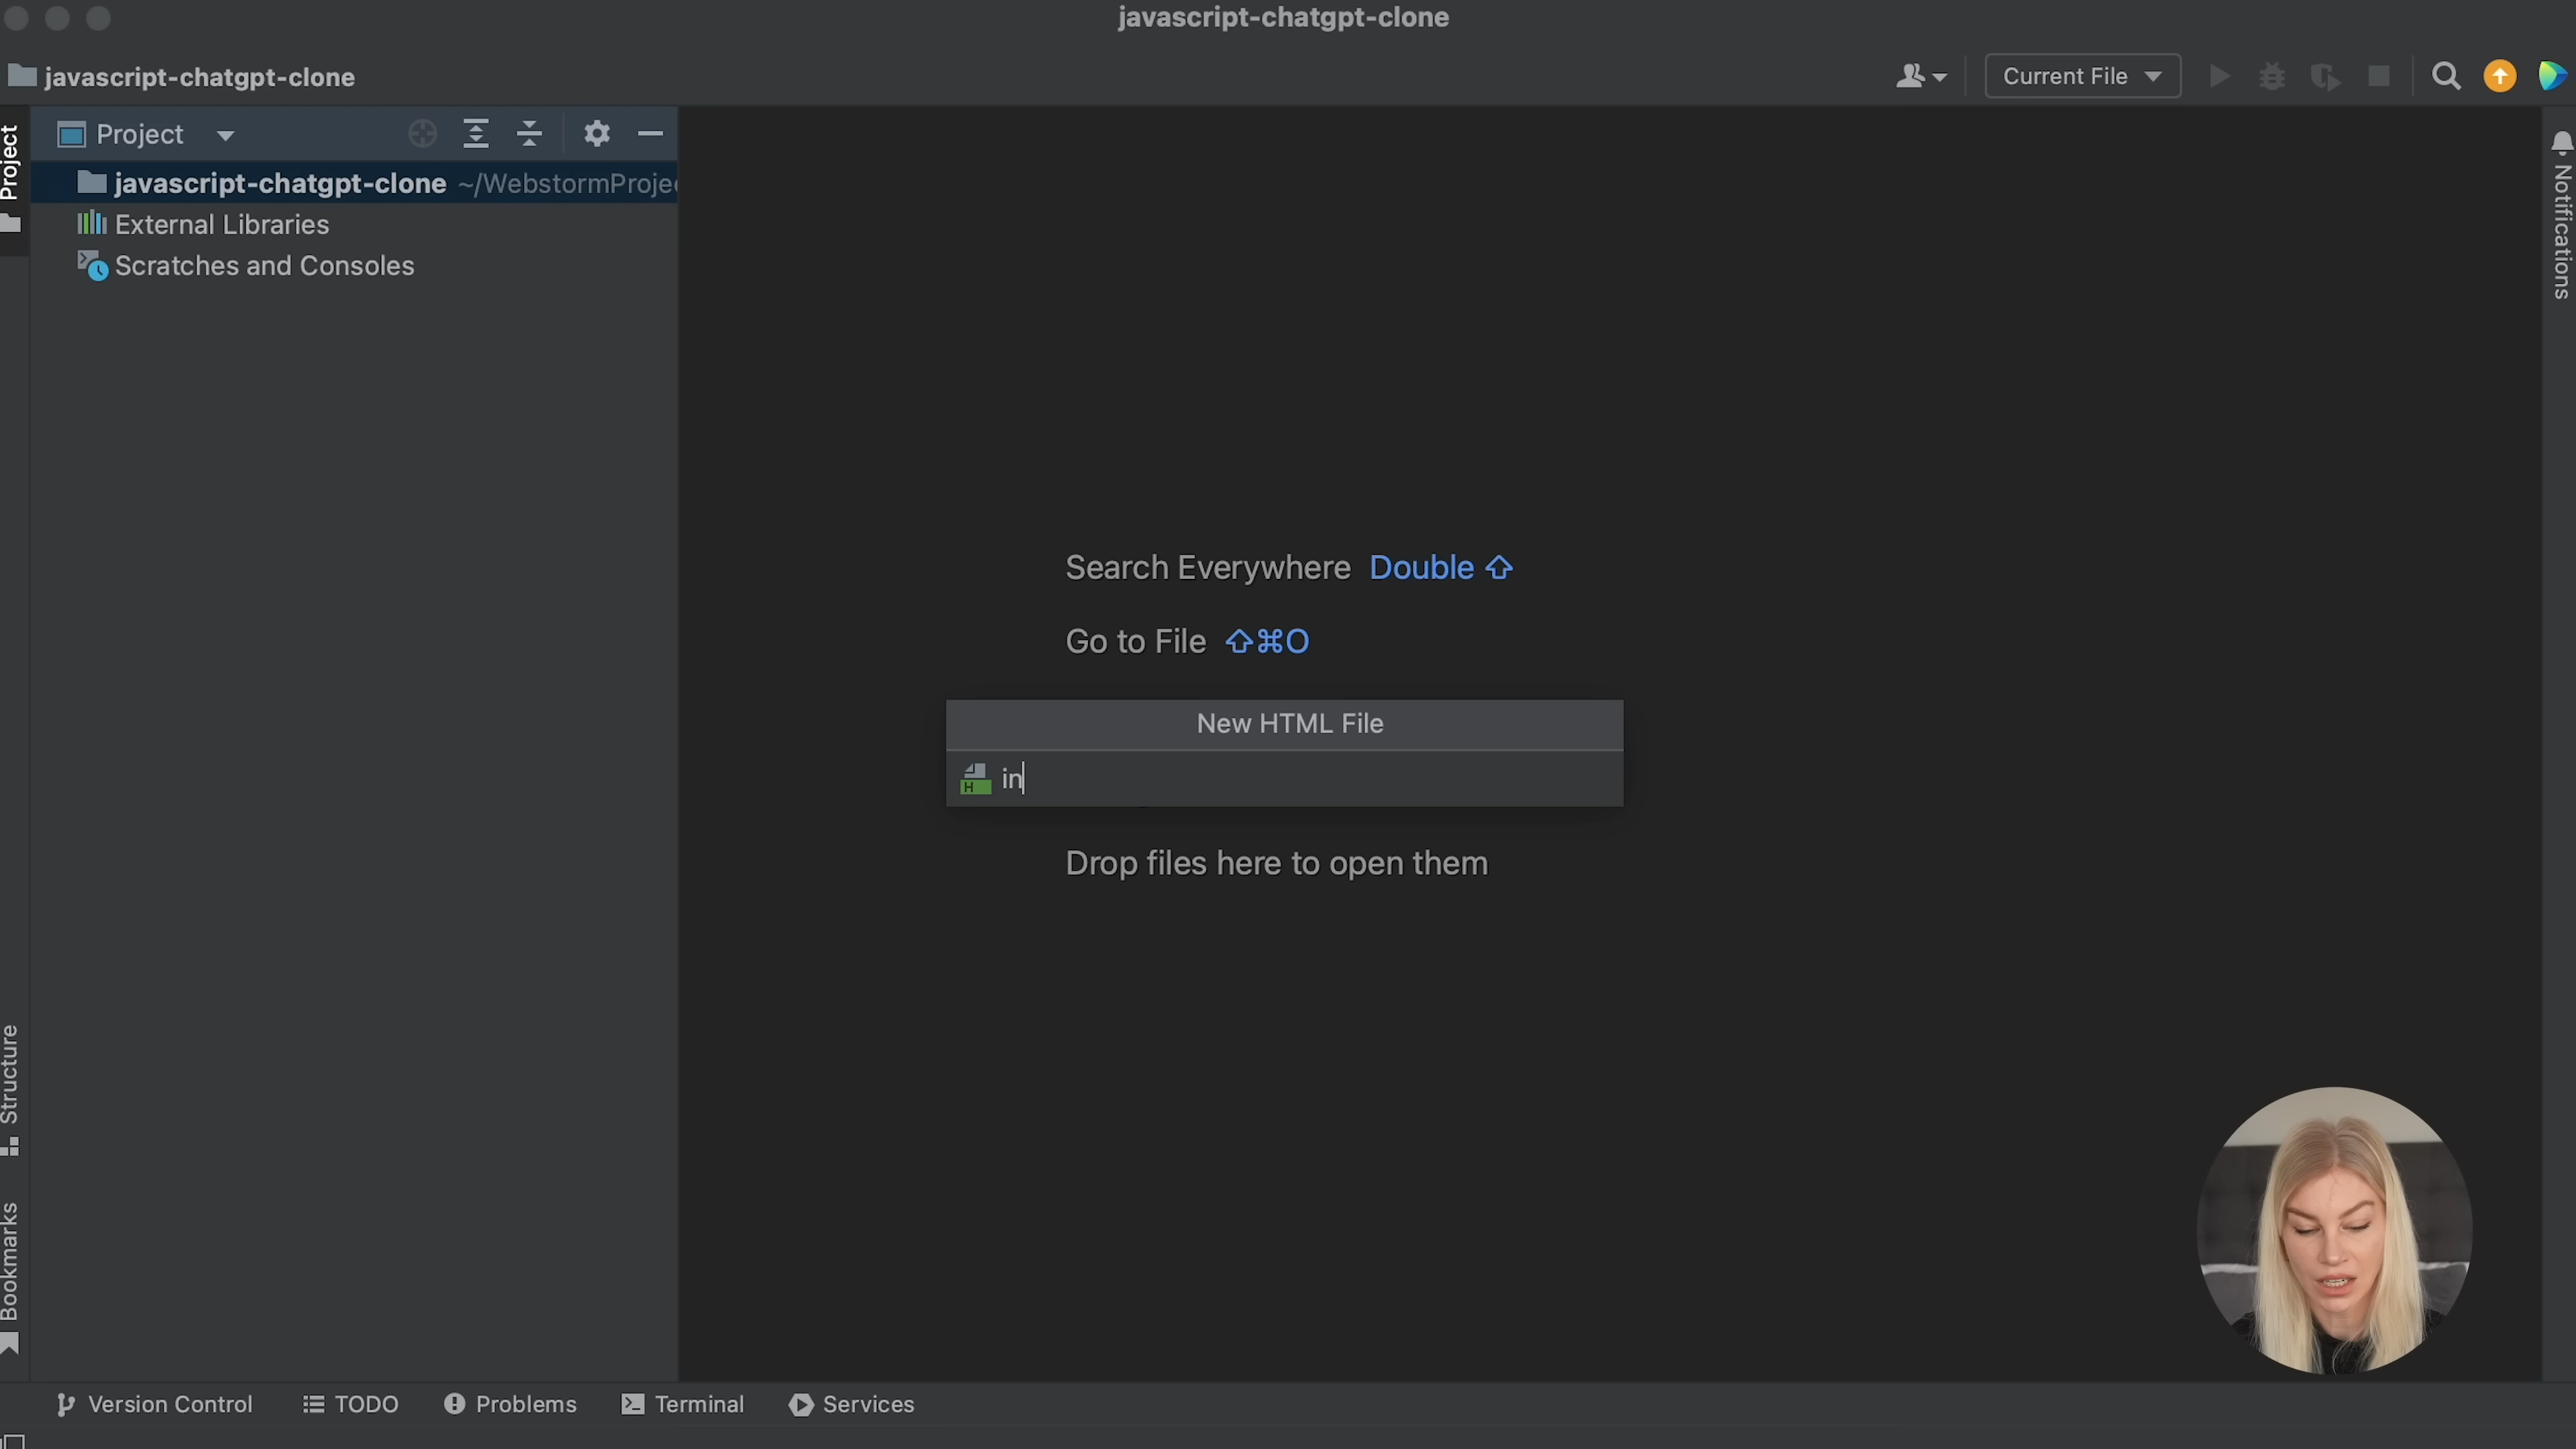 javascript-chatgpt-clone
javascript-chatgpt-clone
Current File
Project
Project
javascript-chatgpt-clone ~/WebstormProje
External Libraries
Scratches and Consoles
Notifications
Search Everywhere Double ⇧
Go to File ⇧⌘O
New HTML File
H in
Drop files here to open them
Structure
Bookmarks
Version Control TODO Problems Terminal Services